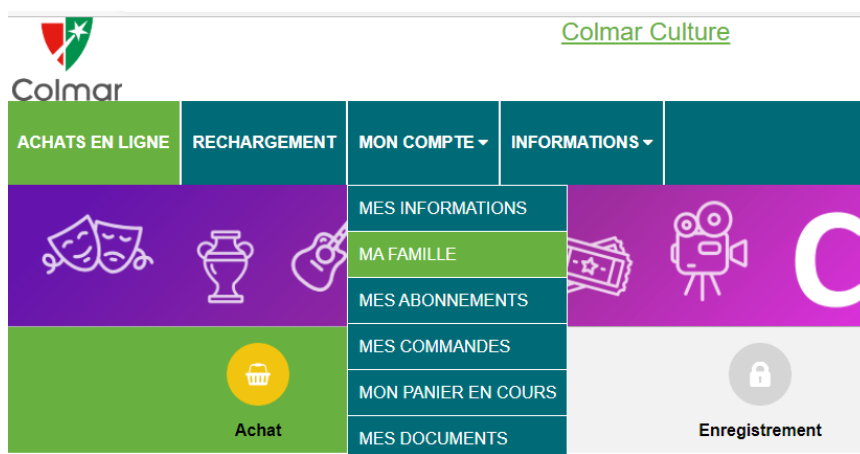 Colmar
Colmar Culture
ACHATS EN LIGNE
RECHARGEMENT
MON COMPTE
INFORMATIONS
MES INFORMATIONS
MA FAMILLE
MES ABONNEMENTS
MES COMMANDES
MON PANIER EN COURS
MES DOCUMENTS
C
Achat
Enregistrement